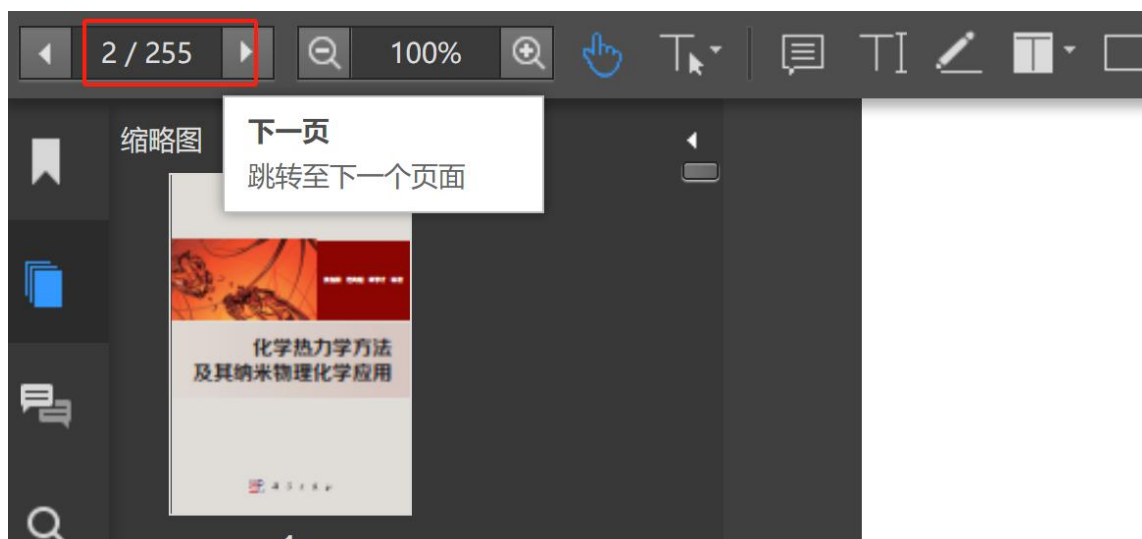 2 / 255
100%
缩略图
下一页
跳转至下一个页面
化学热力学方法
及其纳米物理化学应用